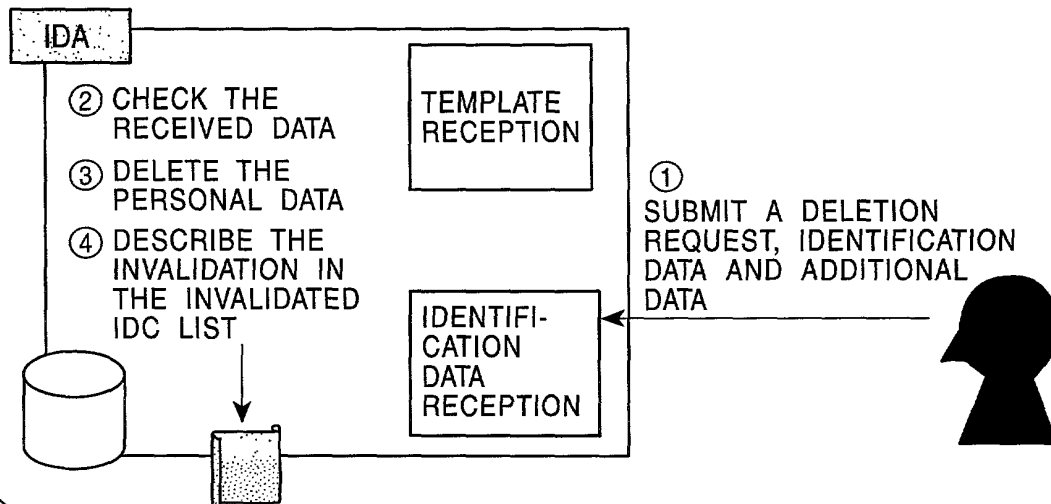 IDA
② CHECK THE
RECEIVED DATA
③ DELETE THE
PERSONAL DATA
④ DESCRIBE THE
INVALIDATION IN
THE INVALIDATED
IDC LIST
TEMPLATE
RECEPTION
IDENTIFI-
CATION
DATA
RECEPTION
①
SUBMIT A DELETION
REQUEST, IDENTIFICATION
DATA AND ADDITIONAL
DATA